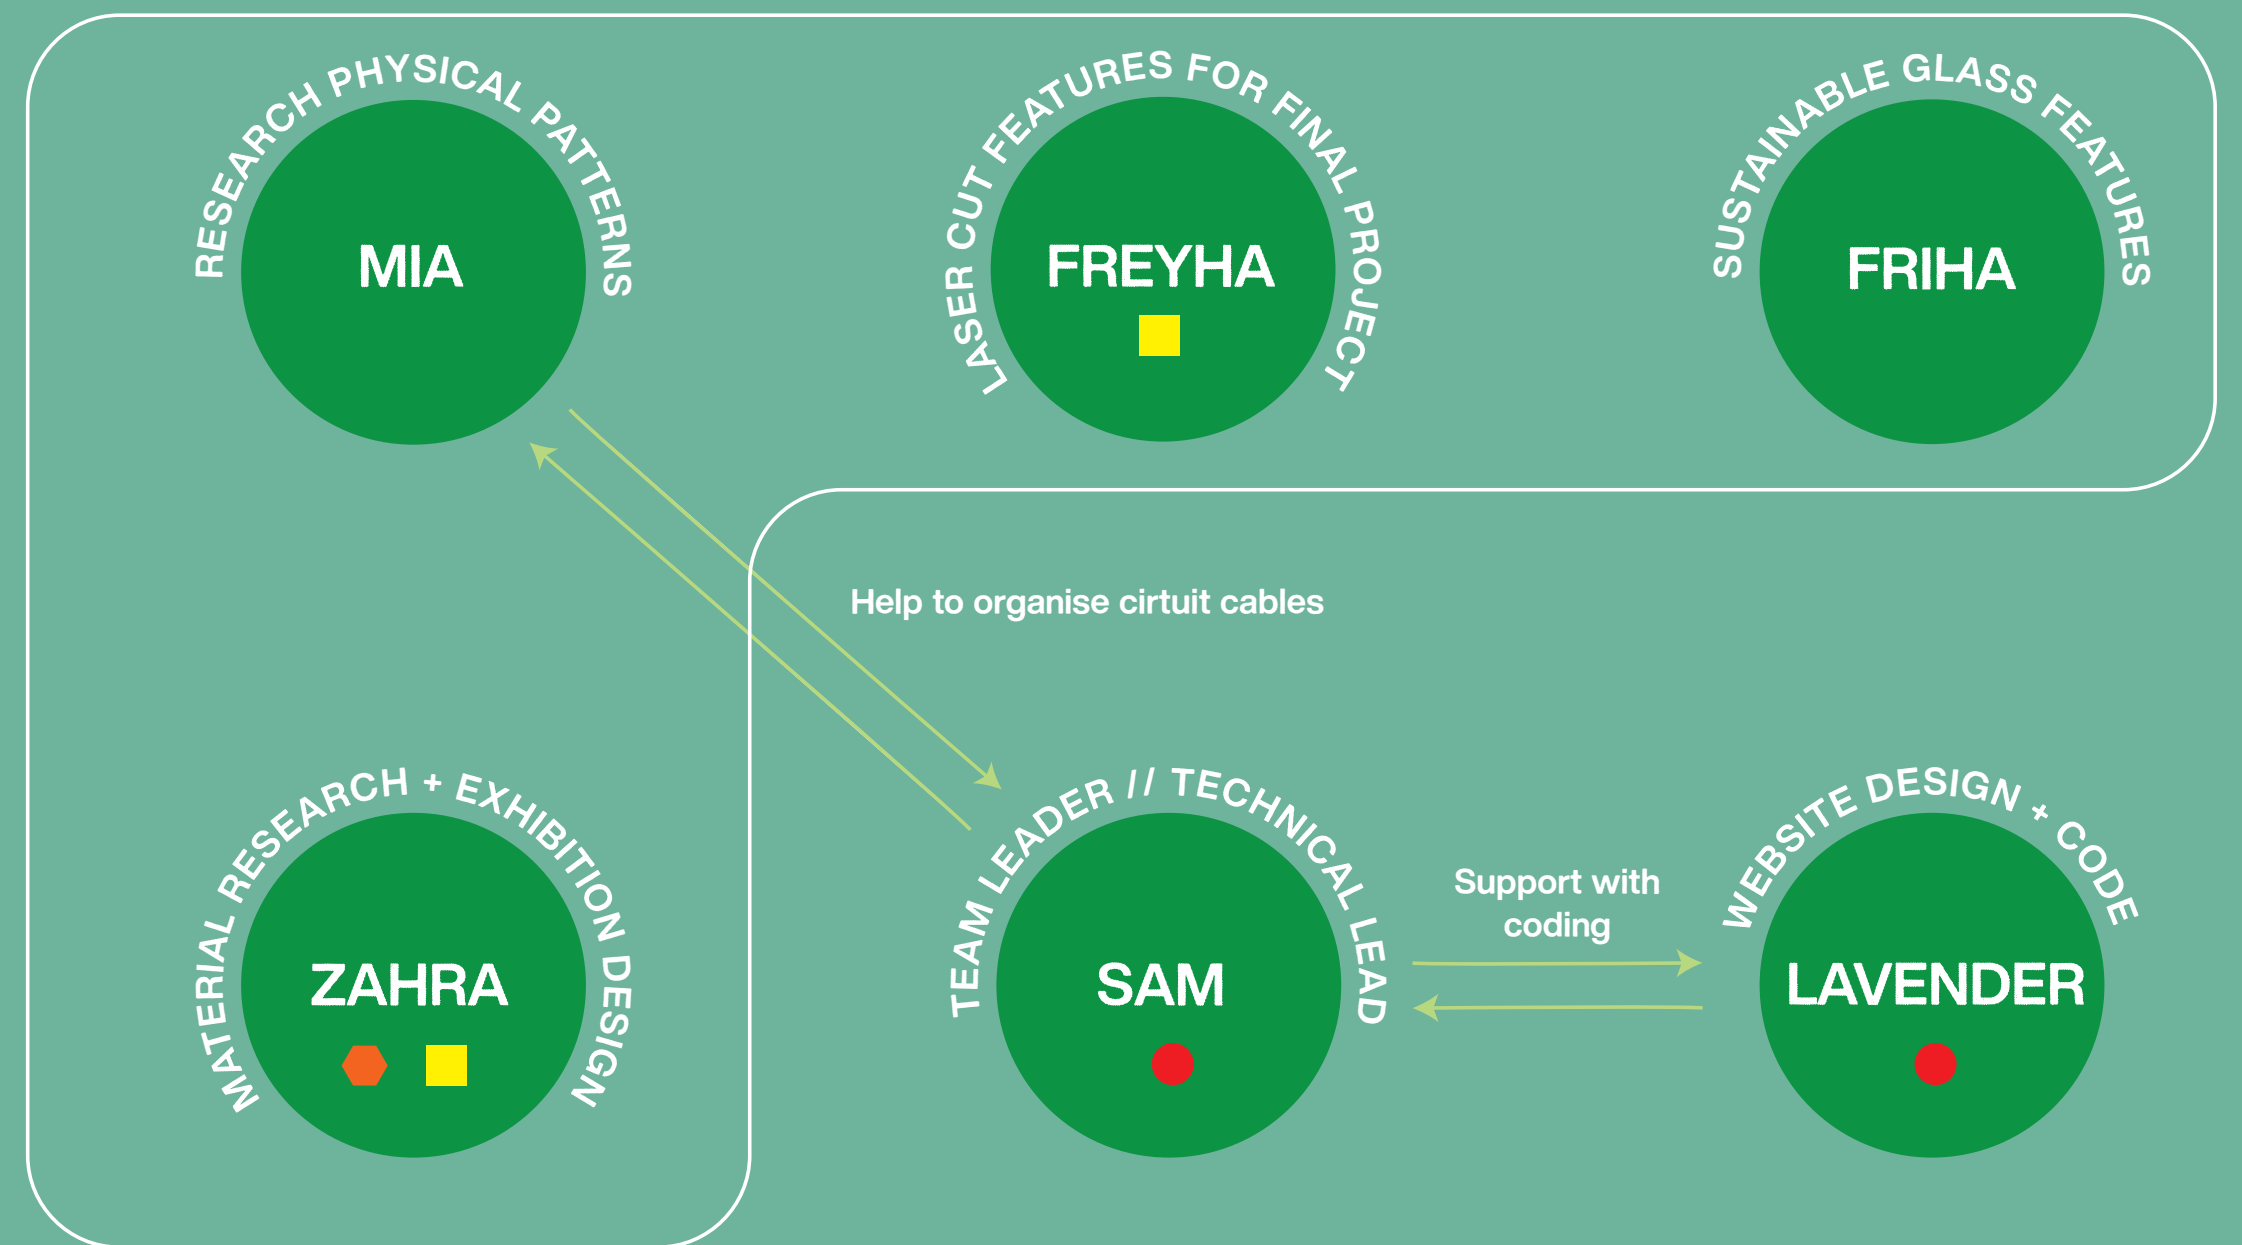 RESEARCH PHYSICAL PATTERNS
MIA
LASER CUT FEATURES FOR FINAL PROJECT
FREYHA
SUSTAINABLE GLASS FEATURES
FRIHA
Help to organise cirtuit cables
MATERIAL RESEARCH + EXHIBITION DESIGN
ZAHRA
TEAM LEADER // TECHNICAL LEAD
SAM
Support with
coding
WEBSITE DESIGN + CODE
LAVENDER